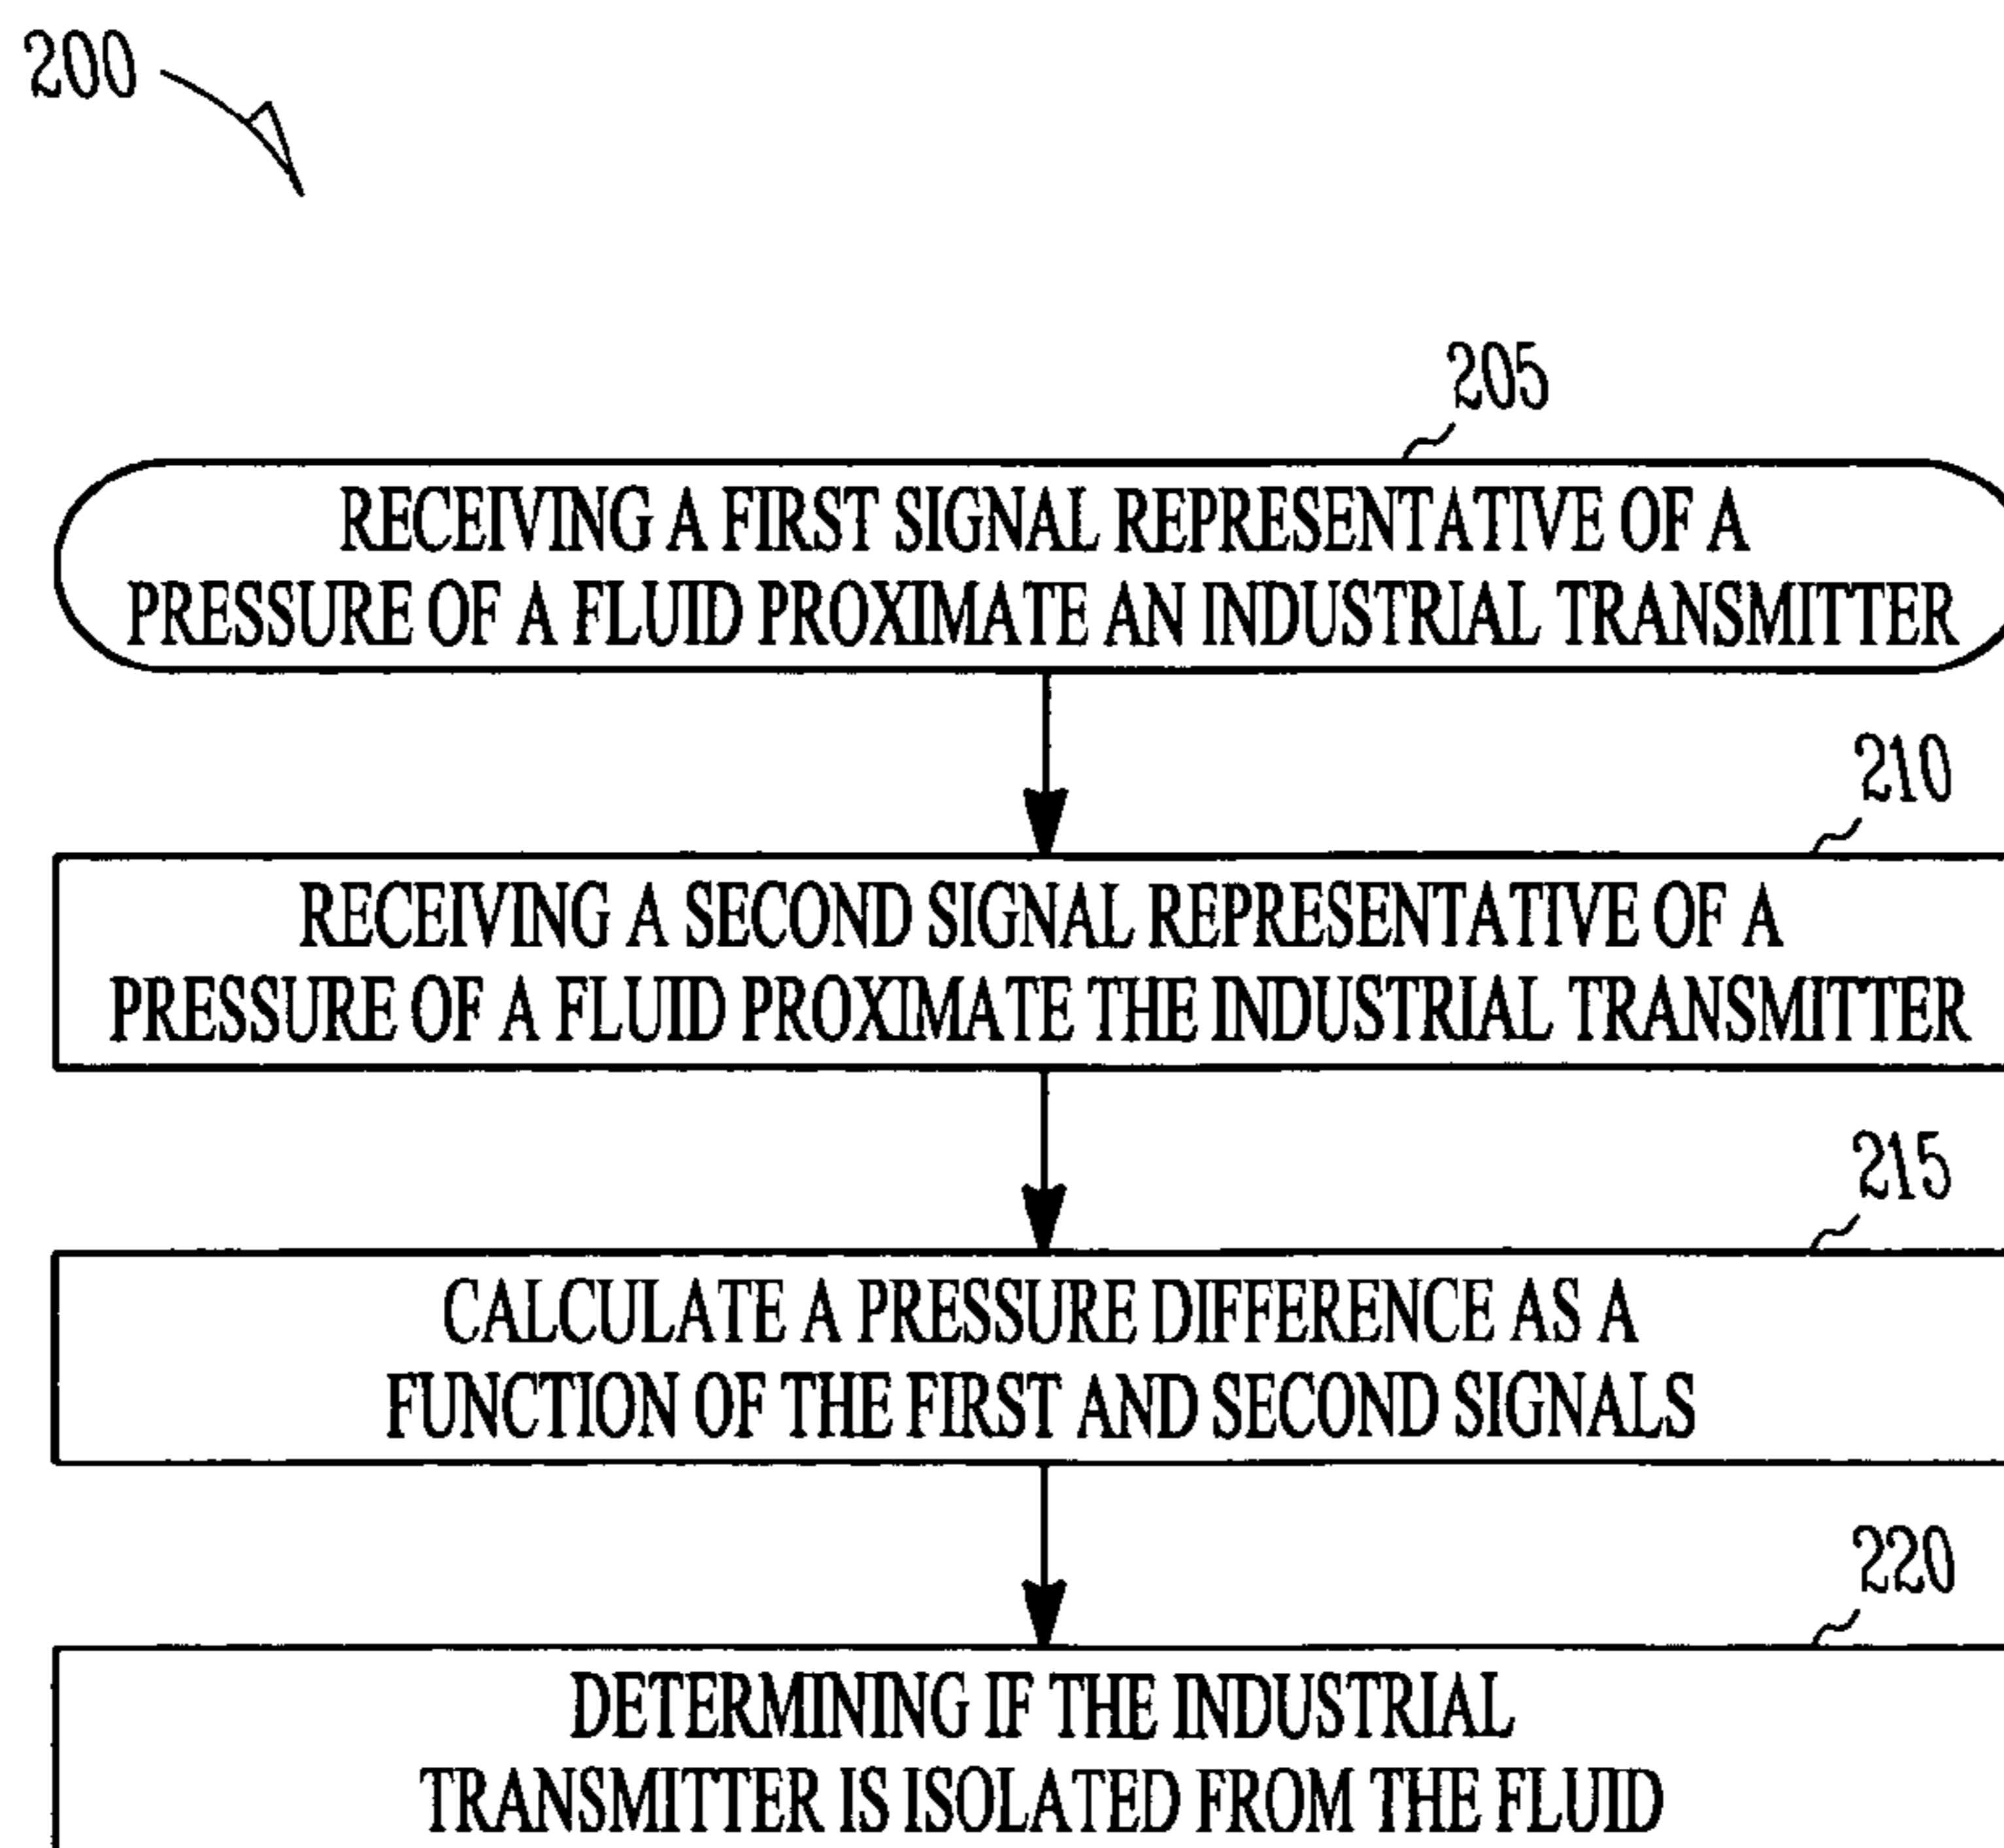 200
205
RECEIVING A FIRST SIGNAL REPRESENTATIVE OF A
PRESSURE OF A FLUID PROXIMATE AN INDUSTRIAL TRANSMITTER
210
RECEIVING A SECOND SIGNAL REPRESENTATIVE OF A
PRESSURE OF A FLUID PROXIMATE THE INDUSTRIAL TRANSMITTER
215
CALCULATE A PRESSURE DIFFERENCE AS A
FUNCTION OF THE FIRST AND SECOND SIGNALS
220
DETERMINING IF THE INDUSTRIAL
TRANSMITTER IS ISOLATED FROM THE FLUID